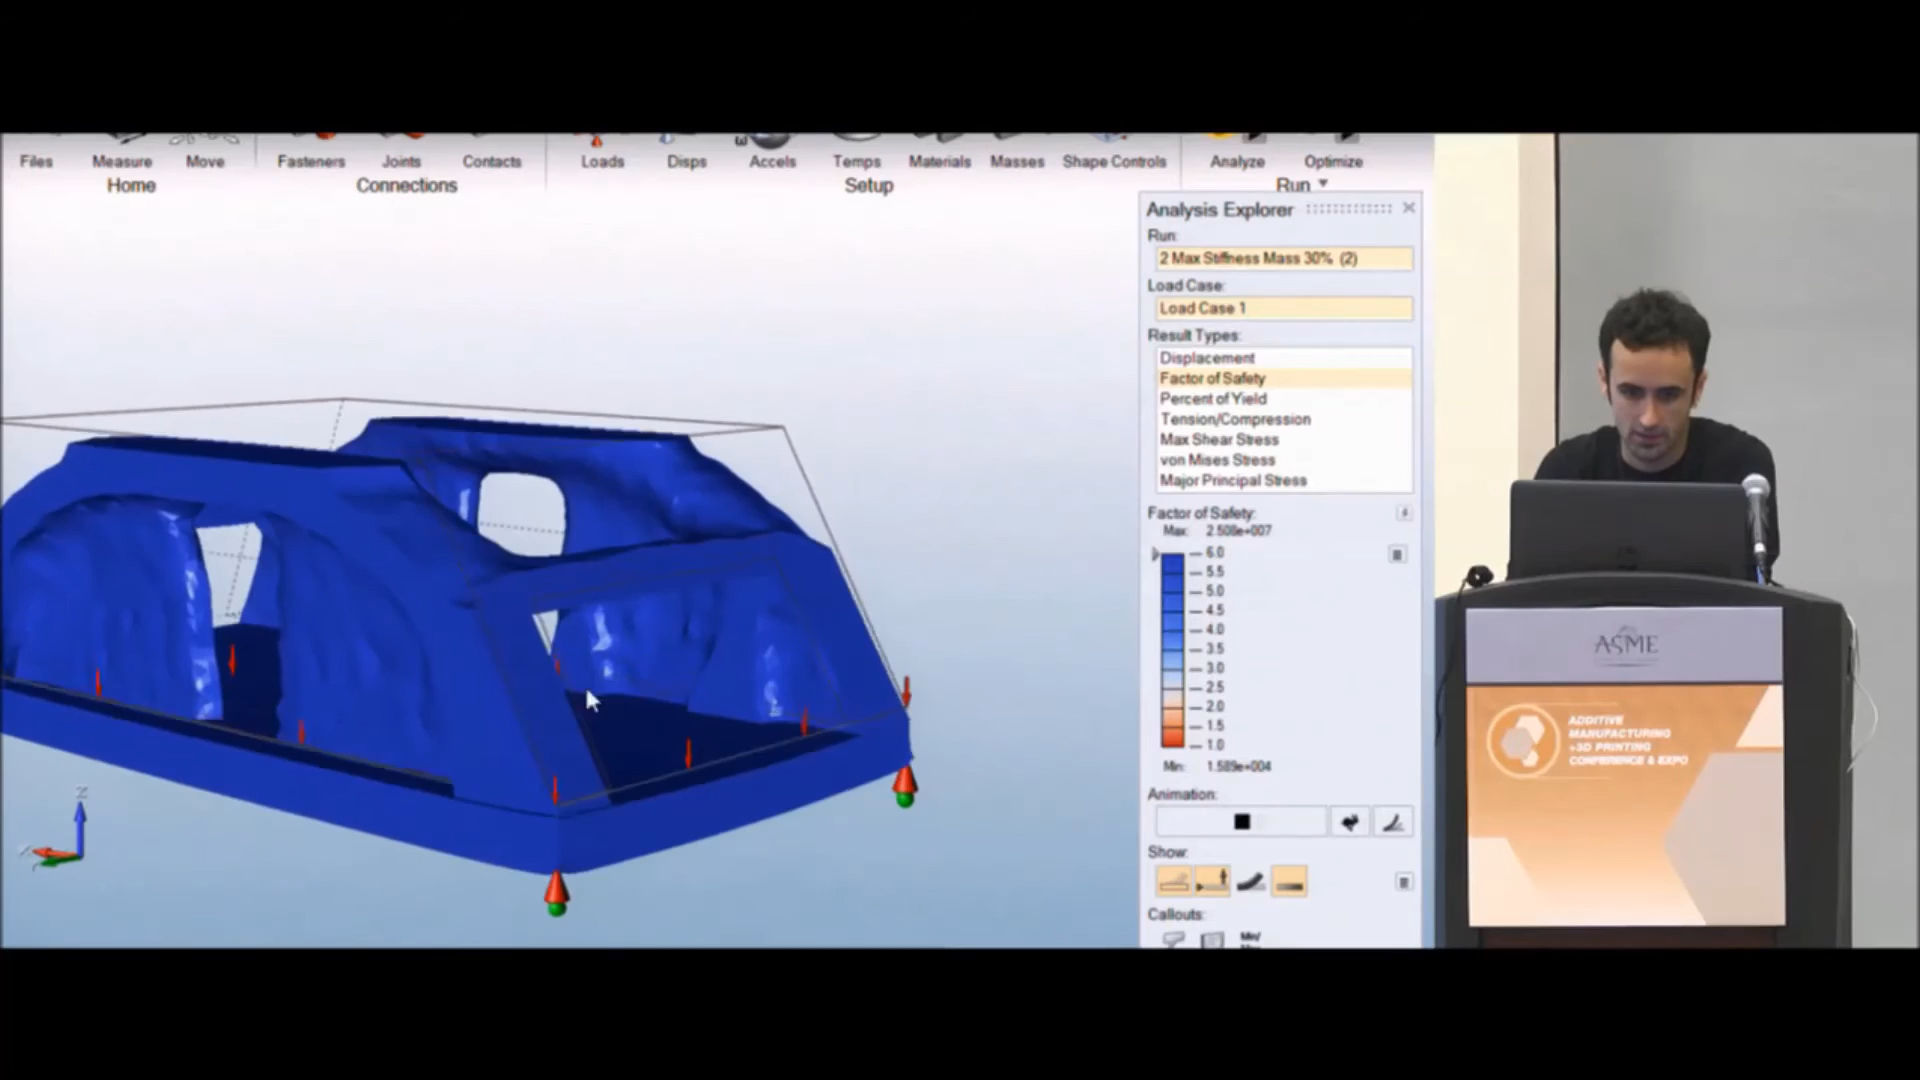 Files Measure Move Fasteners Joints Contacts Loads Disps Accels Temps Materials Masses Shape Controls Analyze Optimize
Home Connections Setup Run
Analysis Explorer
Run:
2 Max Stiffness Mass 30% (2)
Load Case:
Load Case 1
Result Types:
Displacement
Factor of Safety
Percent of Yield
Tension/Compression
Max Shear Stress
von Mises Stress
Major Principal Stress
Factor of Safety:
Max: 2.508e+007
6.0
5.5
5.0
4.5
4.0
3.5
3.0
2.5
2.0
1.5
1.0
Min: 1.589e+004
Animation:
Show:
Callouts:
Min/
Z
ASME
ADDITIVE
MANUFACTURING
+3D PRINTING
CONFERENCE & EXPO